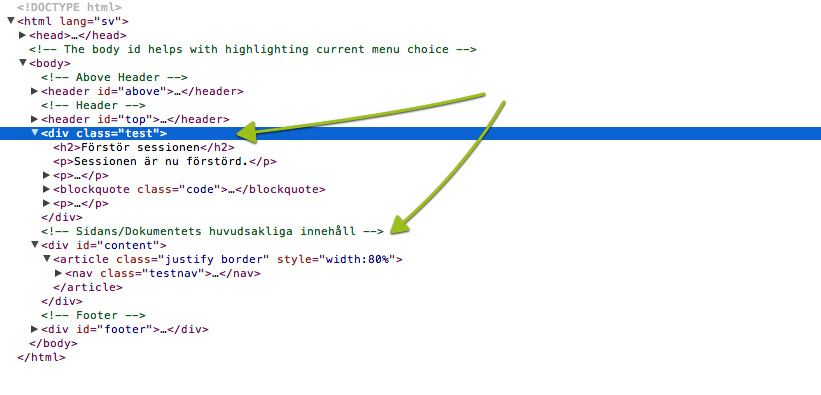 <!DOCTYPE html>
▼<html lang="sv">
▶<head>…</head>
<!-- The body id helps with highlighting current menu choice -->
▼<body>
<!-- Above Header -->
▶<header id="above">…</header>
<!-- Header -->
▶<header id="top">…</header>
▼<div class="test">
<h2>Förstör sessionen</h2>
<p>Sessionen är nu förstörd.</p>
▶<p>…</p>
▶<blockquote class="code">…</blockquote>
▶<p>…</p>
</div>
<!-- Sidans/Dokumentets huvudsakliga innehåll -->
▼<div id="content">
▼<article class="justify border" style="width:80%">
▶<nav class="testnav">…</nav>
</article>
</div>
<!-- Footer -->
▶<div id="footer">…</div>
</body>
</html>